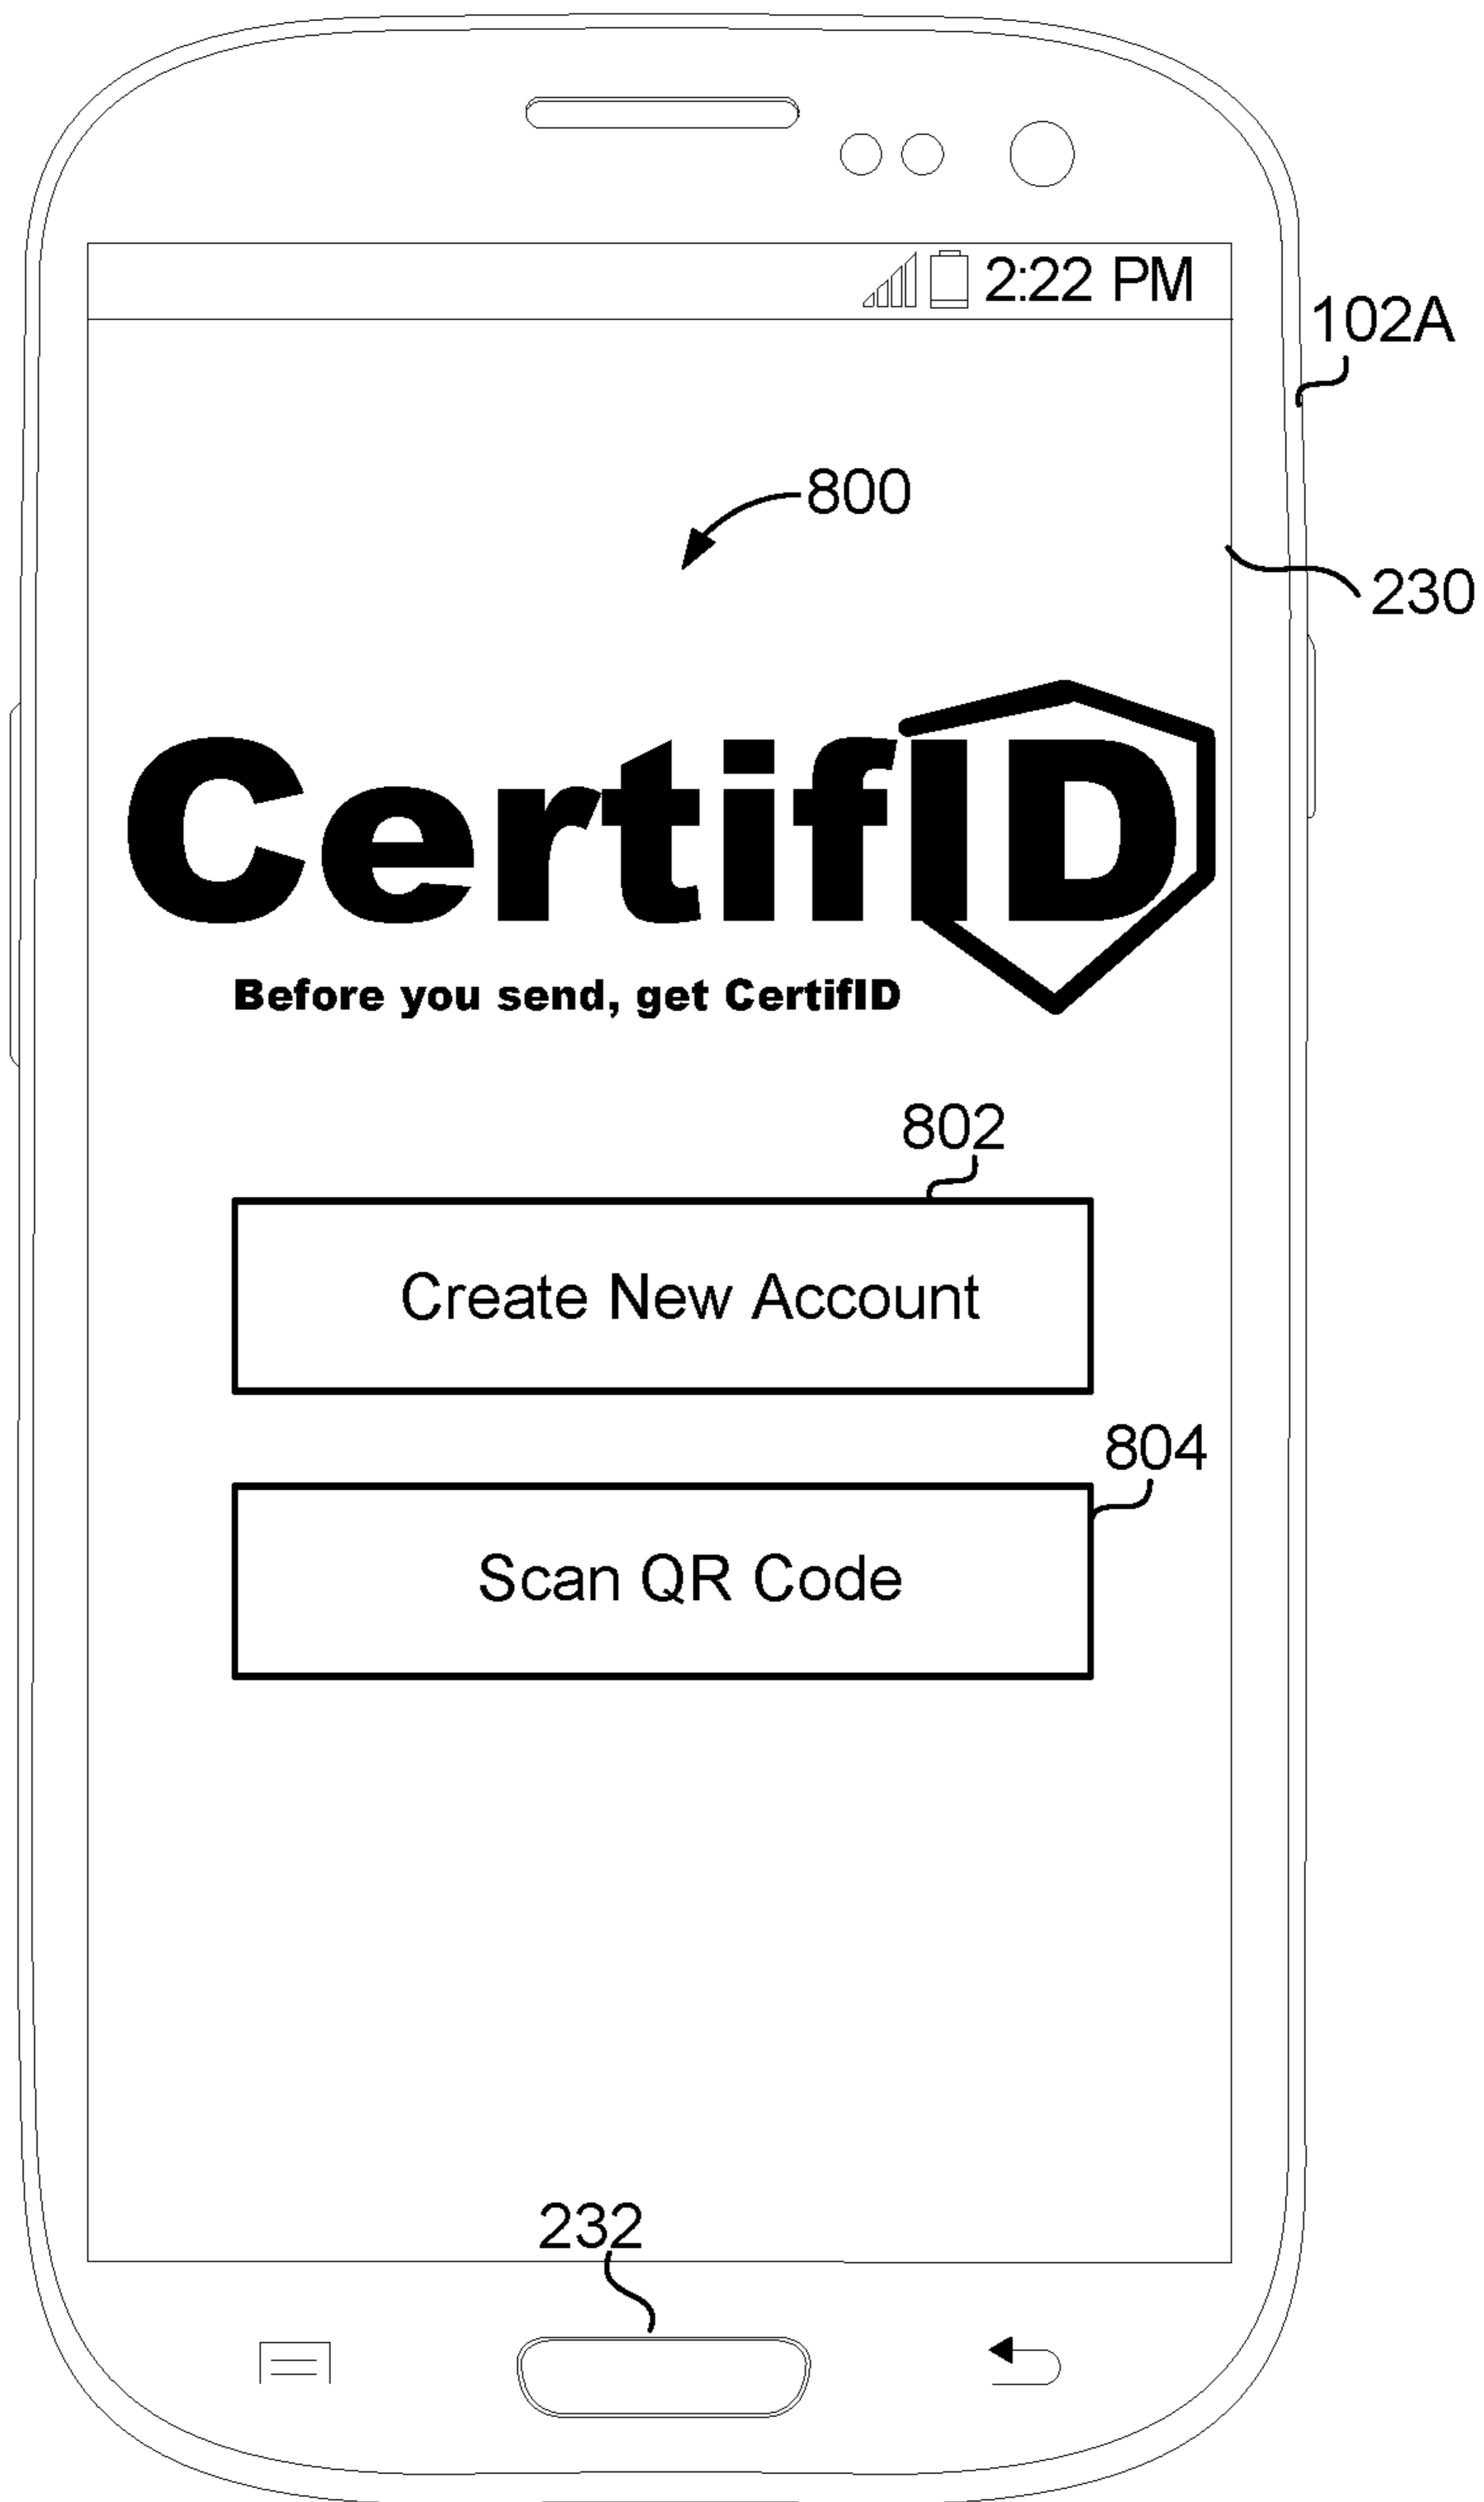 2:22 PM
102A
800
230
CertifID
Before you send, get CertifID
802
Create New Account
804
Scan QR Code
232